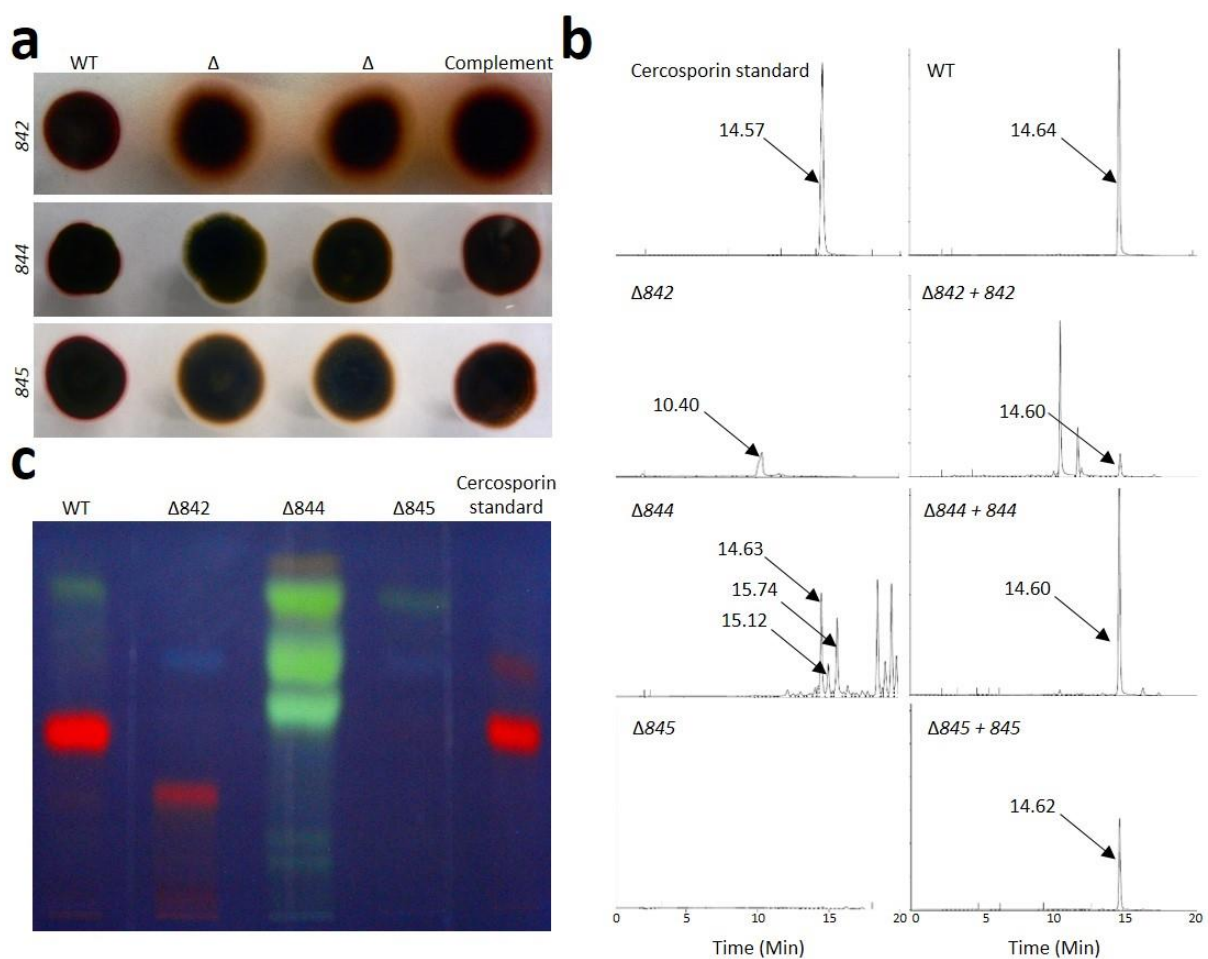 a
WT Δ Δ Complement
842
844
845
b
Cercosporin standard
14.57
WT
14.64
Δ842
10.40
Δ842 + 842
14.60
Δ844
14.63
15.74
15.12
Δ844 + 844
14.60
Δ845
Δ845 + 845
14.62
0 5 10 15 20
0 5 10 15 20
Time (Min)
Time (Min)
c
WT Δ842 Δ844 Δ845 Cercosporin
standard